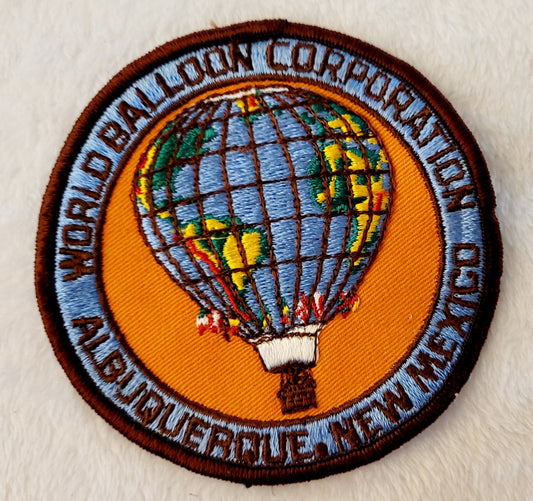 WORLD BALLOON CORPORATION
ALBUQUERQUE, NEW MEXICO